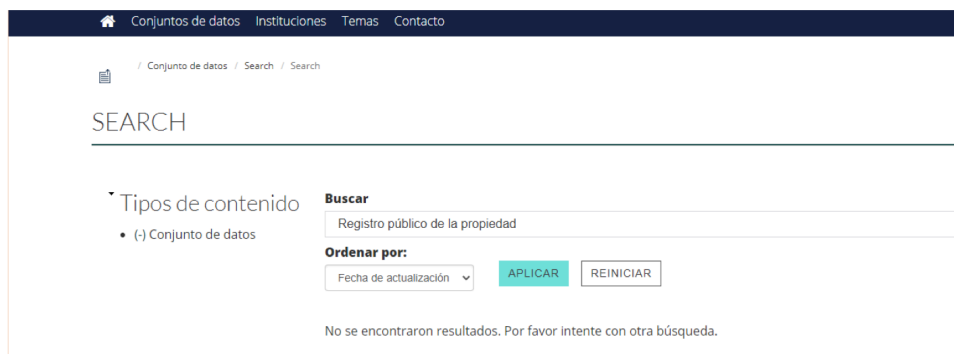 Conjuntos de datos Instituciones Temas Contacto
/ Conjunto de datos / Search / Search
SEARCH
Tipos de contenido
(-) Conjunto de datos
Buscar
Registro público de la propiedad
Ordenar por:
Fecha de actualización APLICAR REINICIAR
No se encontraron resultados. Por favor intente con otra búsqueda.